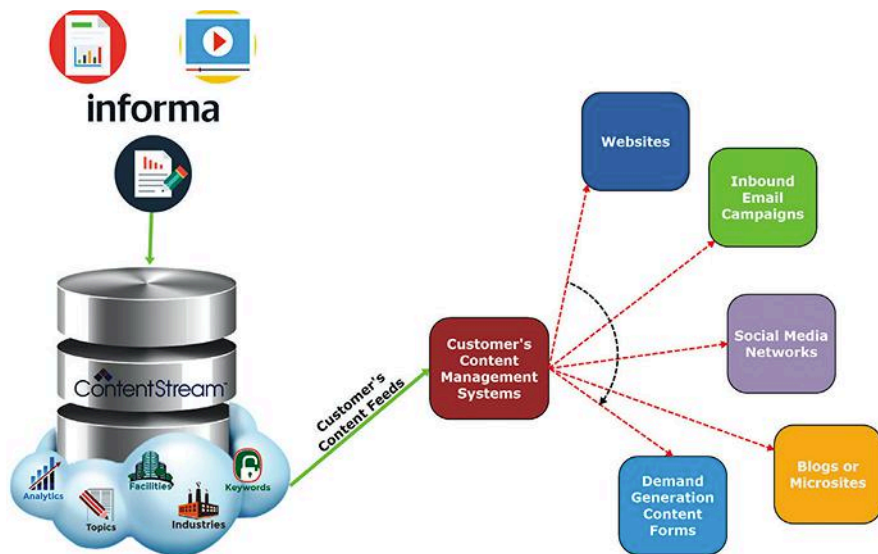 informa
ContentStream™
Analytics
Topics
Facilities
Industries
Keywords
Customer's
Content Feeds
Customer's
Content
Management
Systems
Websites
Inbound
Email
Campaigns
Social Media
Networks
Blogs or
Microsites
Demand
Generation
Content
Forms